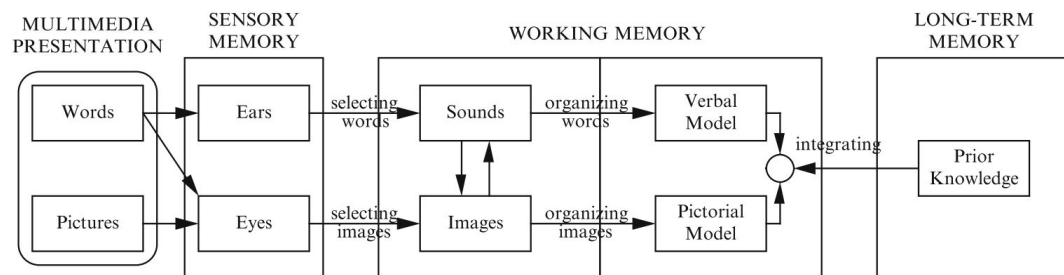 MULTIMEDIA
PRESENTATION
SENSORY
MEMORY
WORKING MEMORY
LONG-TERM
MEMORY
Words
Ears
selecting
words
Sounds
organizing
words
Verbal
Model
integrating
Prior
Knowledge
Pictures
Eyes
selecting
images
Images
organizing
images
Pictorial
Model